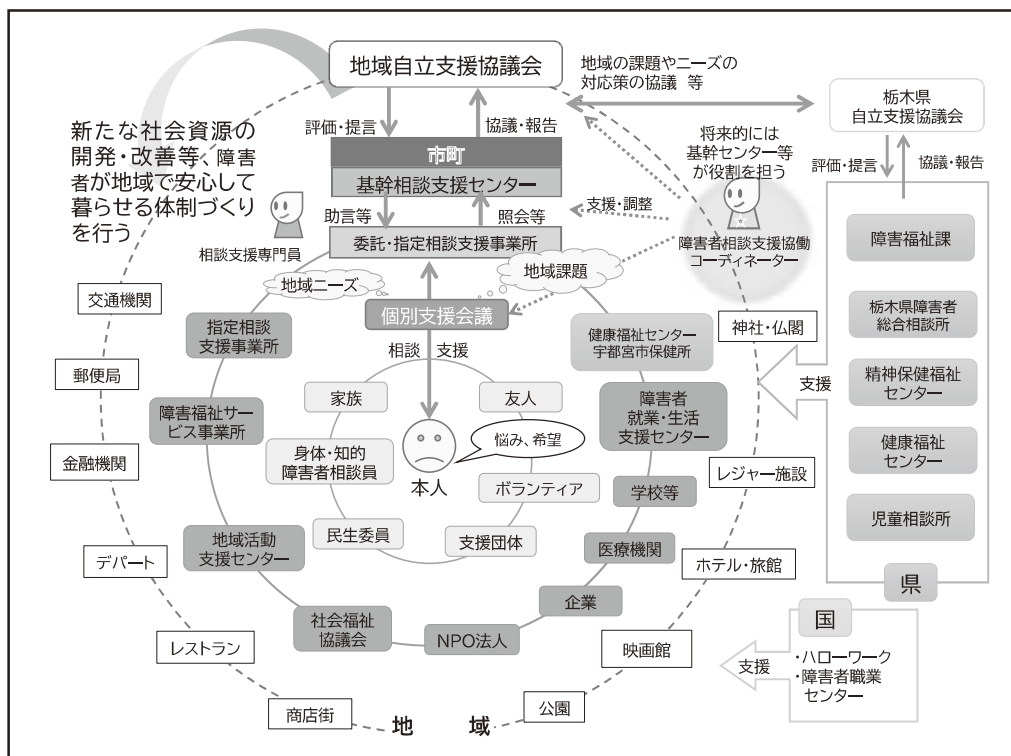 地域自立支援協議会
地域の課題やニーズの
対応策の協議 等
栃木県
自立支援協議会
評価・提言
協議・報告
新たな社会資源の
開発・改善等、障害
者が地域で安心して
暮らせる体制づくり
を行う
市町
基幹相談支援センター
将来的には
基幹センター等
が役割を担う
評価・提言
協議・報告
助言等
照会等
支援・調整
相談支援専門員
委託・指定相談支援事業所
障害者相談支援協働
コーディネーター
地域ニーズ
地域課題
個別支援会議
相談
支援
障害福祉課
栃木県障害者
総合相談所
精神保健福祉
センター
健康福祉
センター
児童相談所
県
支援
交通機関
郵便局
金融機関
デパート
レストラン
商店街
地 域
公園
映画館
ホテル・旅館
レジャー施設
神社・仏閣
指定相談
支援事業所
障害福祉サー
ビス事業所
地域活動
支援センター
社会福祉
協議会
NPO法人
企業
医療機関
学校等
障害者
就業・生活
支援センター
健康福祉センター
宇都宮市保健所
家族
友人
身体・知的
障害者相談員
悩み、希望
本人
ボランティア
民生委員
支援団体
国
・ハローワーク
・障害者職業
センター
支援